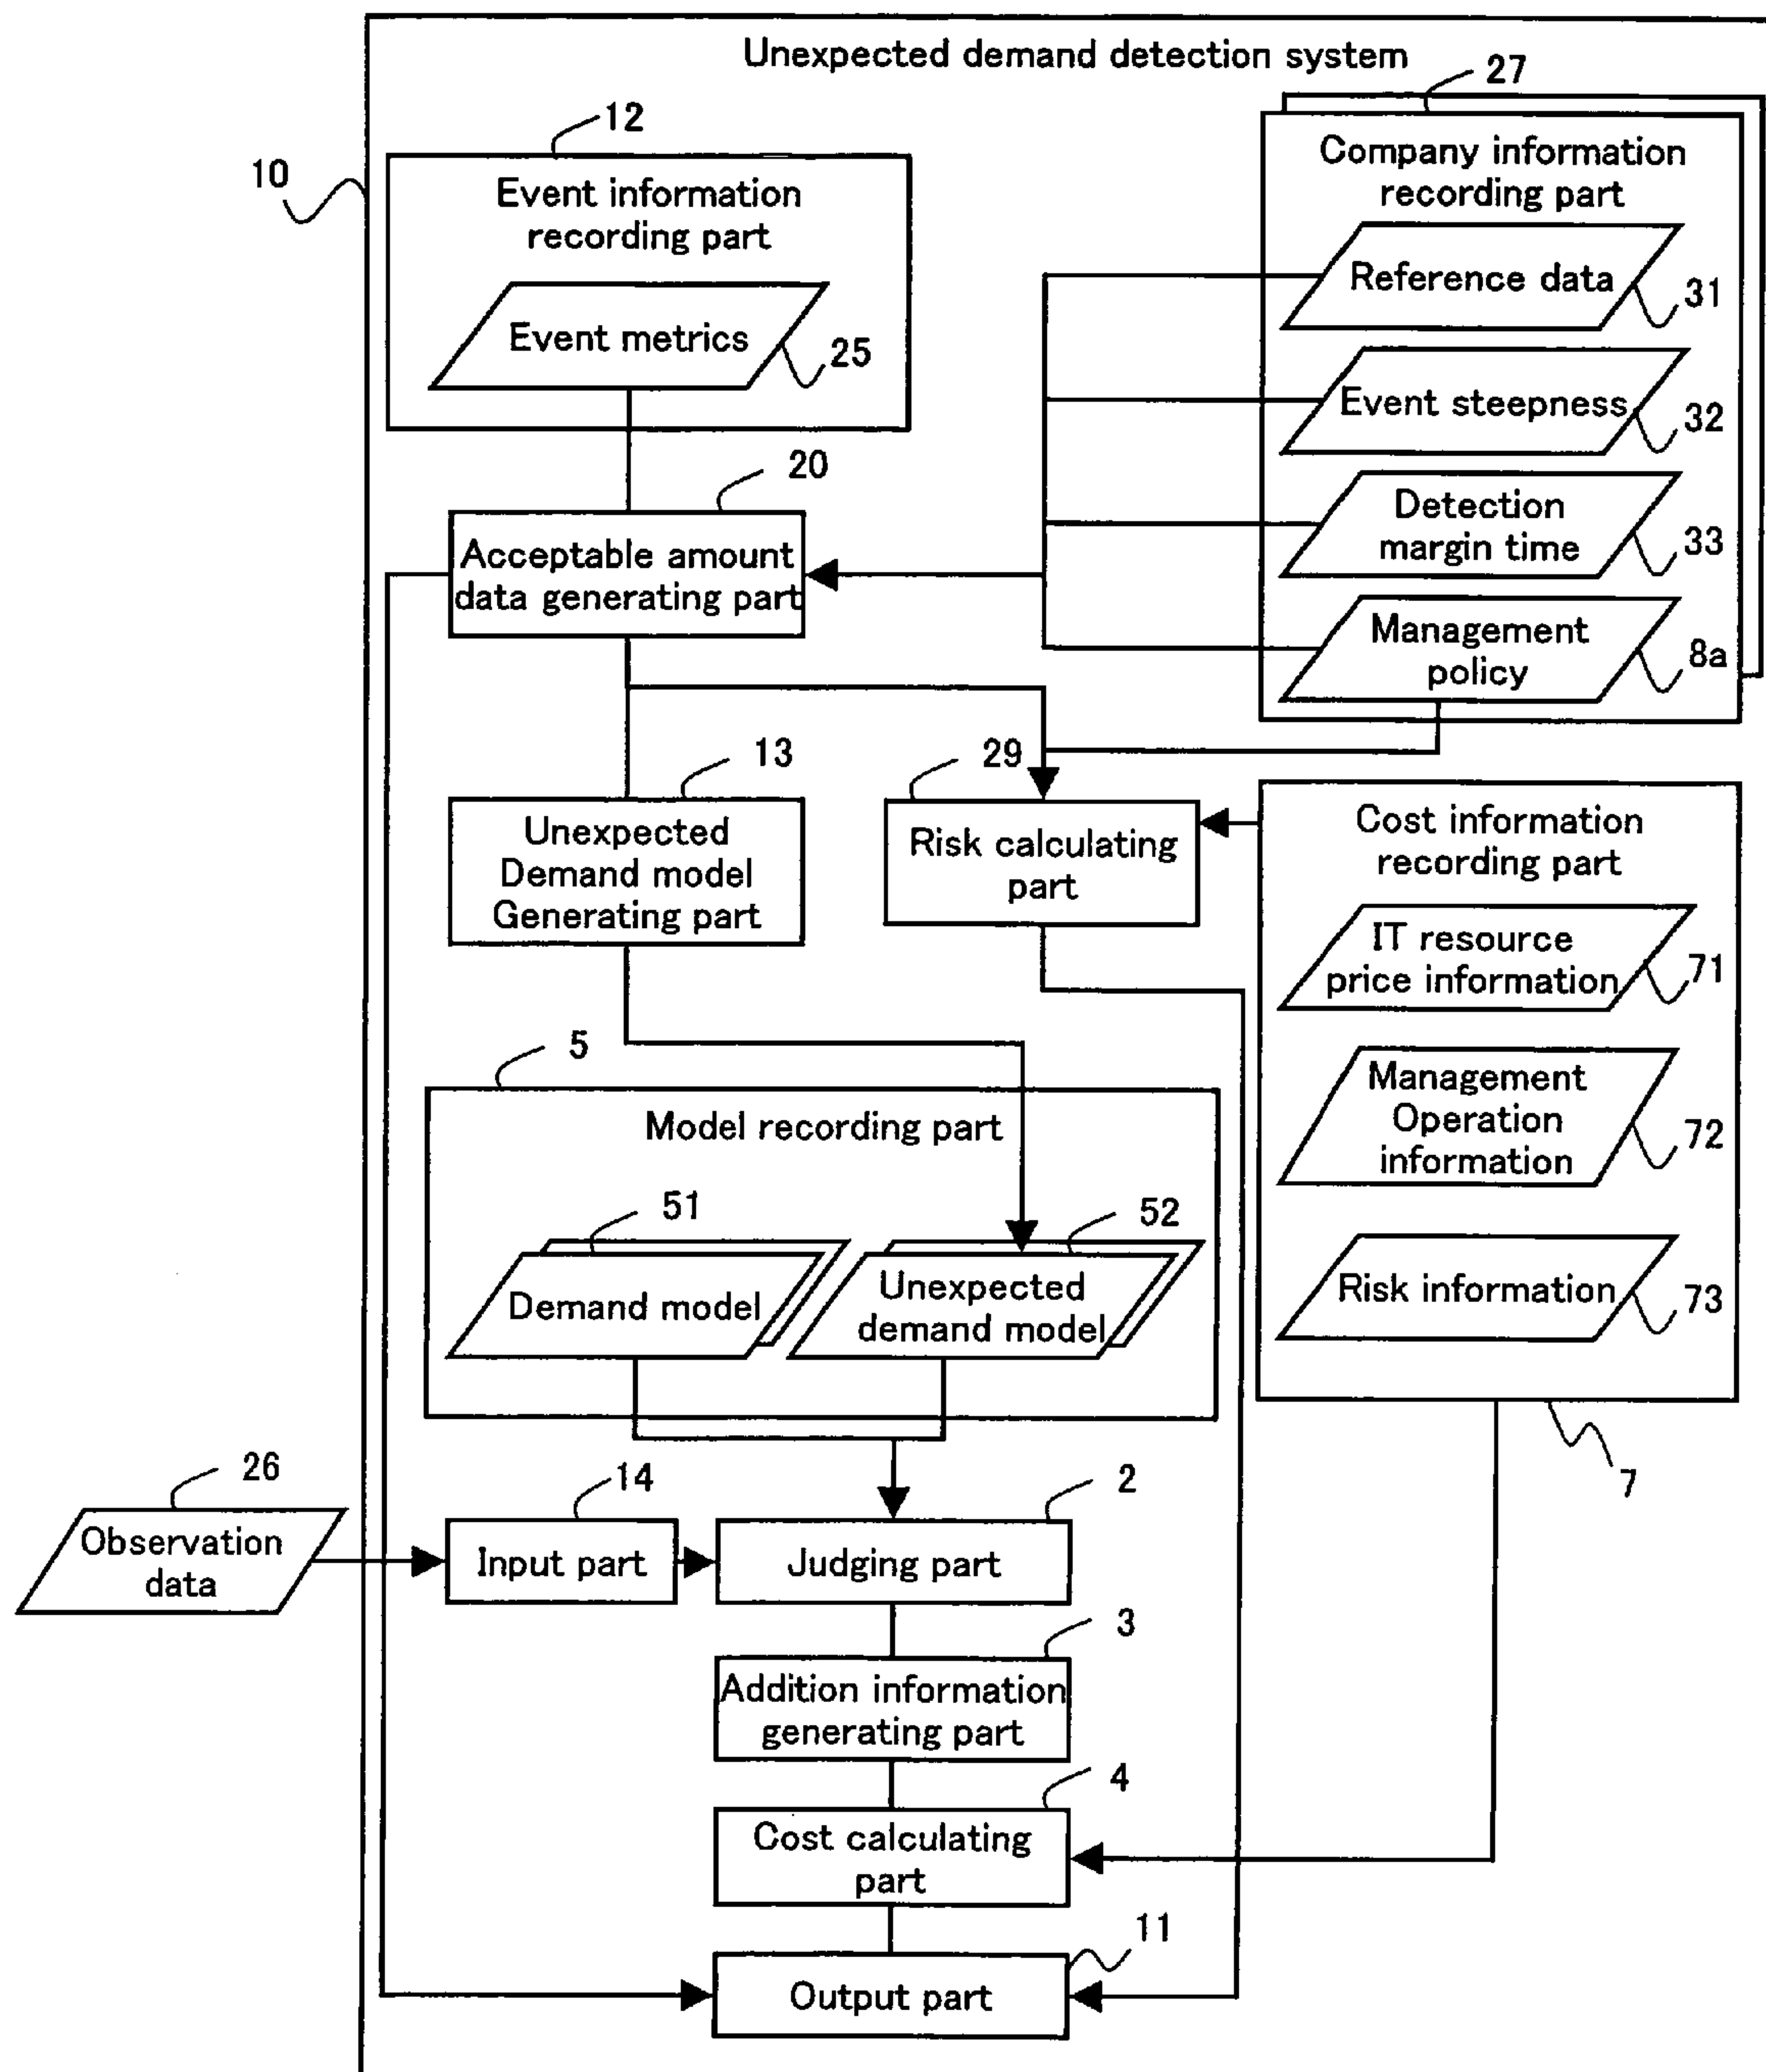 Unexpected demand detection system
27
12
Company information
recording part
10
Event information
recording part
Reference data
31
Event metrics
25
Event steepness
32
20
Detection
margin time
33
Acceptable amount
data generating part
Management
policy
8a
13
29
Unexpected
Demand model
Generating part
Risk calculating
part
Cost information
recording part
IT resource
price information
71
5
Management
Operation
information
72
Model recording part
51
52
Demand model
Unexpected
demand model
Risk information
73
7
26
14
2
Observation
data
Input part
Judging part
3
Addition information
generating part
4
Cost calculating
part
11
Output part